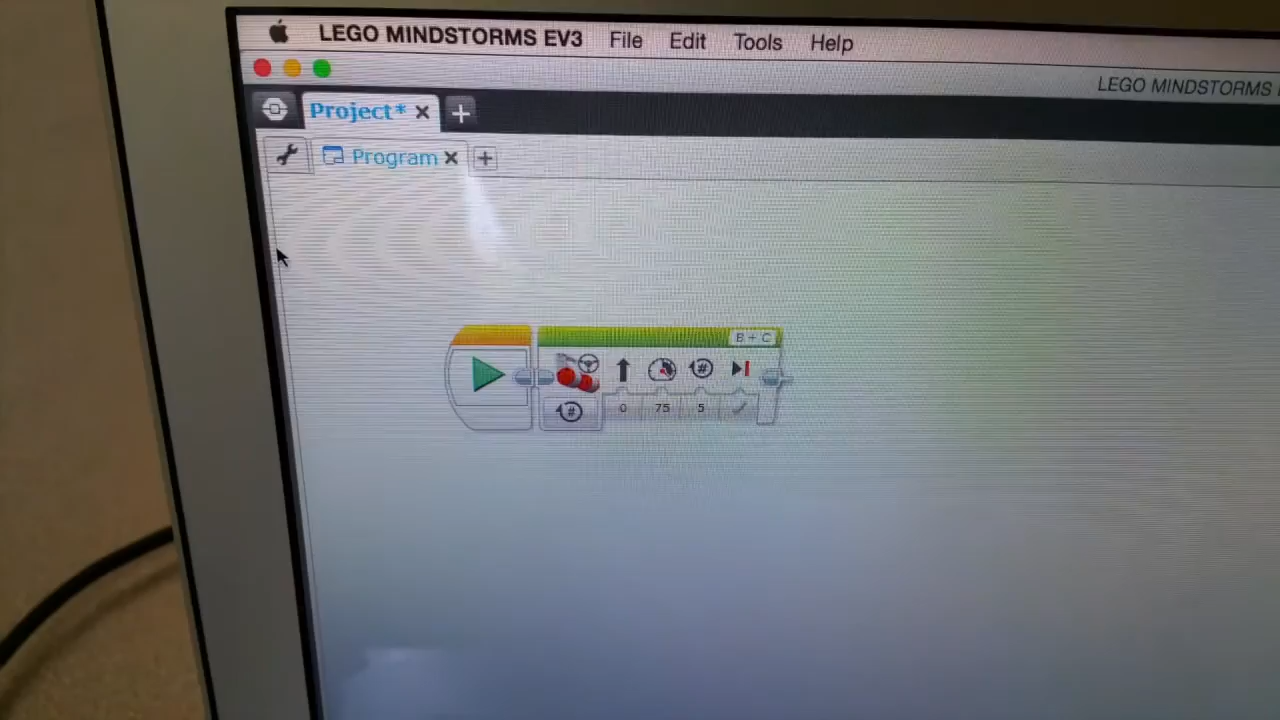 LEGO MINDSTORMS EV3 File Edit Tools Help
LEGO MINDSTORMS
Project*
Program
B + C
#
#
0 75 5